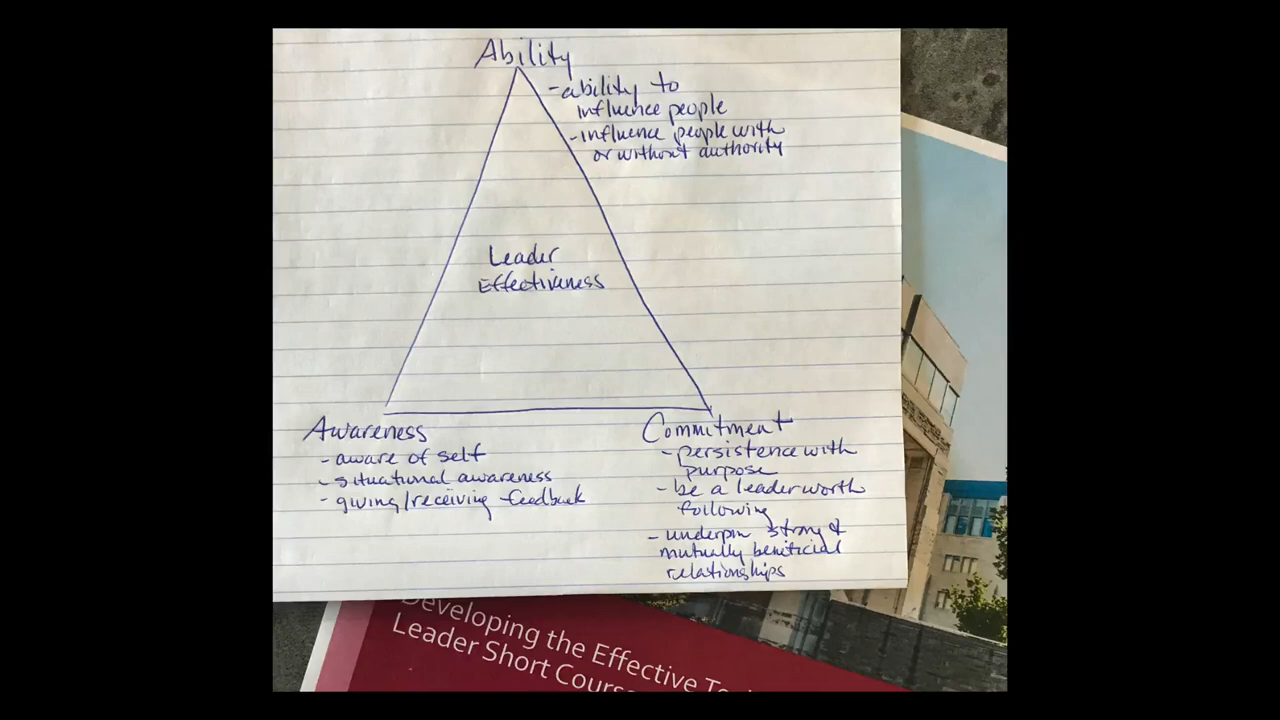 Ability
- ability to
influence people
- influence people with
or without authority
Leader
Effectiveness
Awareness
- aware of self
- situational awareness
- giving/receiving feedback
Commitment
- persistence with
purpose
- be a leader worth
following
- underpin strong &
mutually beneficial
relationships
Developing the Effective
Leader Short Course